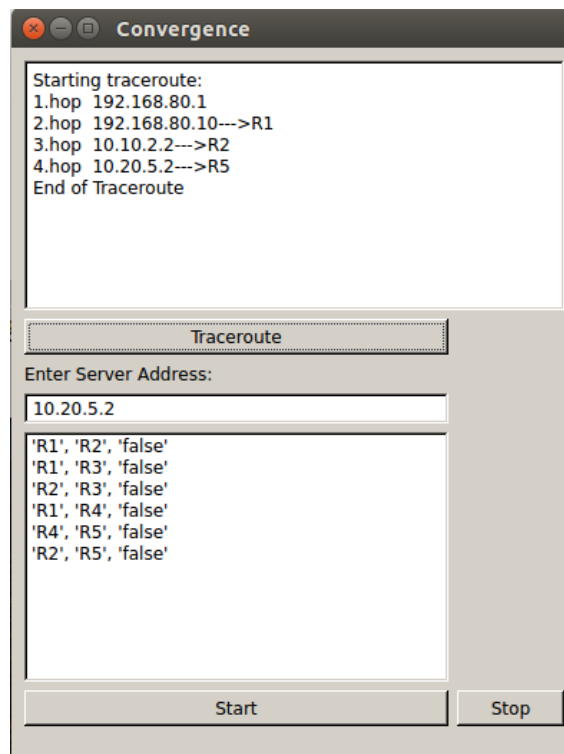 Convergence
Starting traceroute:
1.hop 192.168.80.1
2.hop 192.168.80.10--->R1
3.hop 10.10.2.2--->R2
4.hop 10.20.5.2--->R5
End of Traceroute
Traceroute
Enter Server Address:
10.20.5.2
'R1', 'R2', 'false'
'R1', 'R3', 'false'
'R2', 'R3', 'false'
'R1', 'R4', 'false'
'R4', 'R5', 'false'
'R2', 'R5', 'false'
Start
Stop